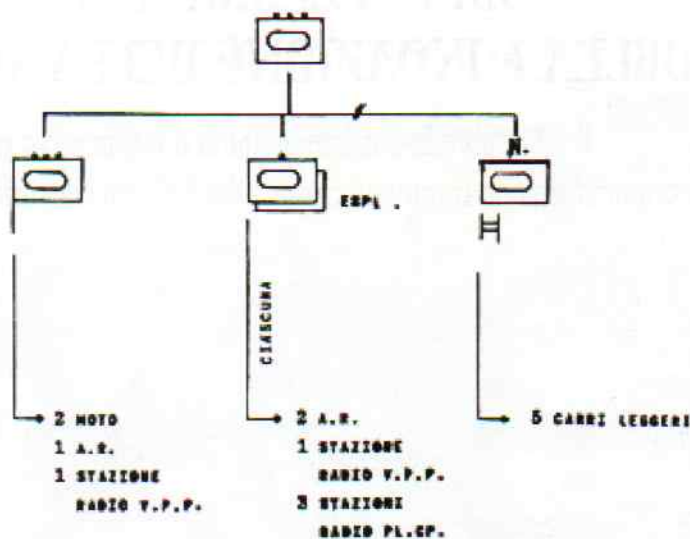 N.
ESPL.
CIASCUNA
2 MOTO
1 A.R.
1 STAZIONE
RADIO V.P.P.
2 A.R.
1 STAZIONE
RADIO V.P.P.
3 STAZIONI
RADIO PL.CP.
5 CARRI LEGGERI